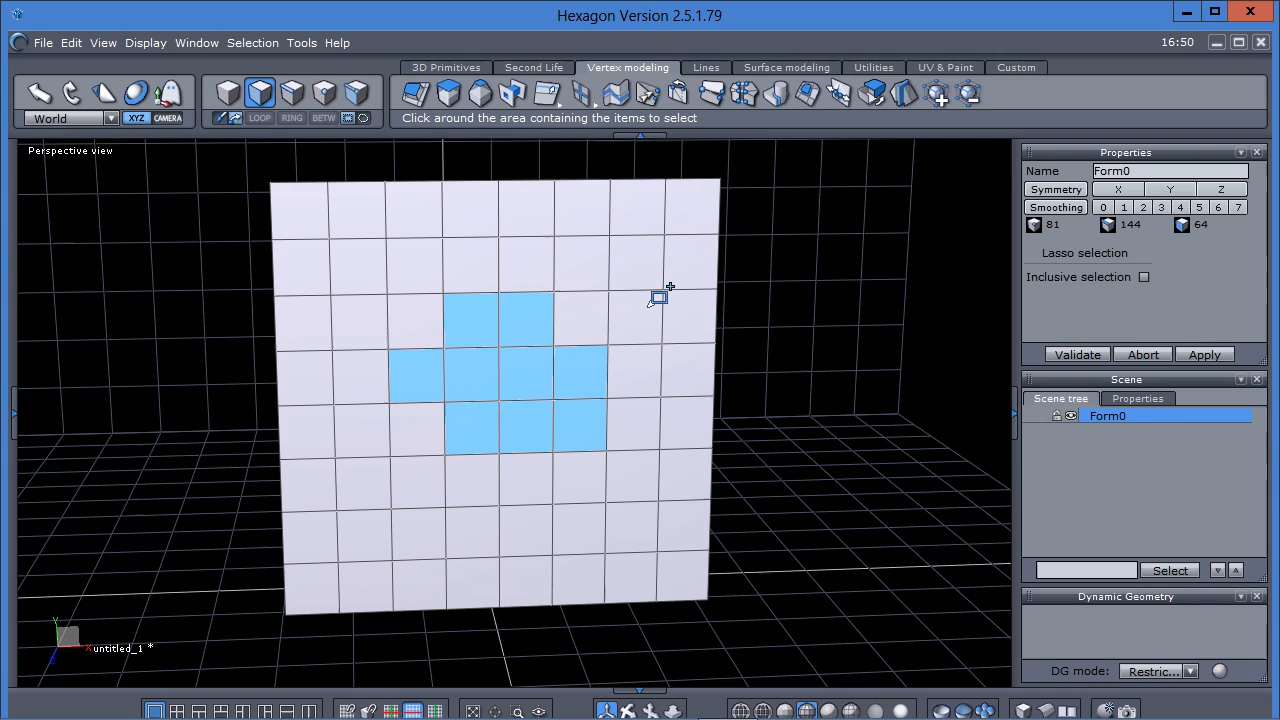 Hexagon Version 2.5.1.79
File Edit View Display Window Selection Tools Help
16:50
3D Primitives Second Life Vertex modeling Lines Surface modeling Utilities UV & Paint Custom
World XYZ CAMERA
LOOP RING BETW
Click around the area containing the items to select
Perspective view
Properties
Name Form0
Symmetry X Y Z
Smoothing 0 1 2 3 4 5 6 7
81 144 64
Lasso selection
Inclusive selection
Validate Abort Apply
Scene
Scene tree Properties
Form0
Select
Dynamic Geometry
DG mode: Restric...
Y
X
Z
untitled_1 *